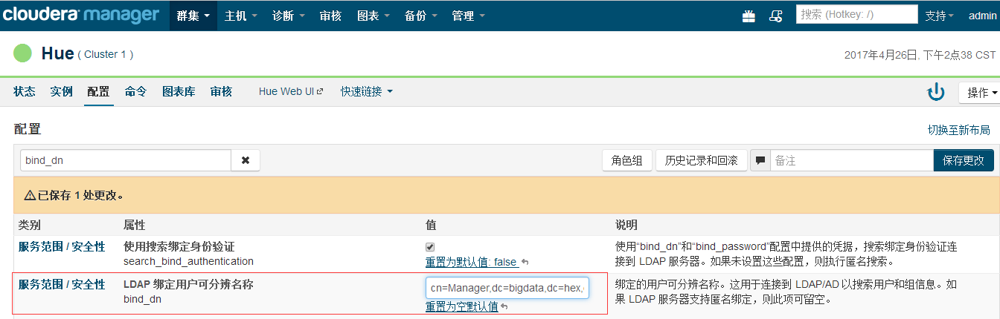 cloudera manager 群集 主机 诊断 审核 图表 备份 管理 搜索 (Hotkey: /) 支持 admin
Hue ( Cluster 1 ) 2017年4月26日, 下午2点38 CST
状态 实例 配置 命令 图表库 审核 Hue Web UI 快速链接 操作
配置 切换至新布局
bind_dn 角色组 历史记录和回滚 备注 保存更改
已保存 1 处更改。
类别 属性 值 说明
服务范围 / 安全性 使用搜索绑定身份验证 使用“bind_dn”和“bind_password”配置中提供的凭据，搜索绑定身份验证连
search_bind_authentication 重置为默认值: false 接到 LDAP 服务器。如果未设置这些配置，则执行匿名搜索。
服务范围 / 安全性 LDAP 绑定用户可分辨名称 cn=Manager,dc=bigdata,dc=hex, 绑定的用户可分辨名称。这用于连接到 LDAP/AD 以搜索用户和组信息。如
bind_dn 重置为空默认值 果 LDAP 服务器支持匿名绑定，则此项可留空。